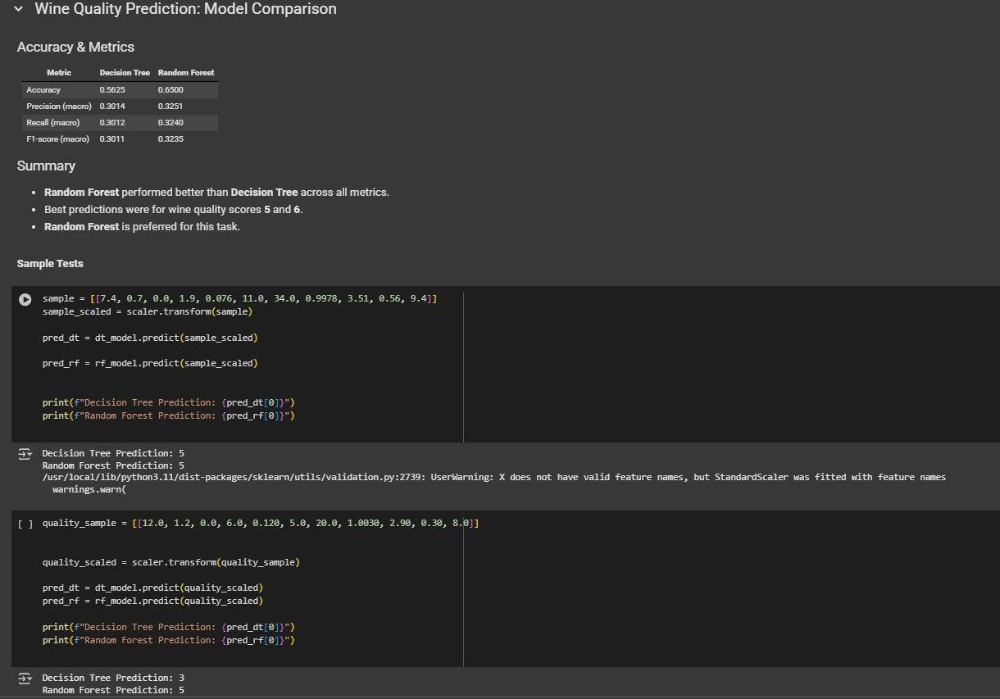 Wine Quality Prediction: Model Comparison
Accuracy & Metrics
Metric Decision Tree Random Forest
Accuracy 0.5625 0.6500
Precision (macro) 0.3014 0.3251
Recall (macro) 0.3012 0.3240
F1-score (macro) 0.3011 0.3235
Summary
• Random Forest performed better than Decision Tree across all metrics.
• Best predictions were for wine quality scores 5 and 6.
• Random Forest is preferred for this task.
Sample Tests
sample = [[7.4, 0.7, 0.0, 1.9, 0.076, 11.0, 34.0, 0.9978, 3.51, 0.56, 9.4]]
sample_scaled = scaler.transform(sample)
pred_dt = dt_model.predict(sample_scaled)
pred_rf = rf_model.predict(sample_scaled)
print(f"Decision Tree Prediction: {pred_dt[0]}")
print(f"Random Forest Prediction: {pred_rf[0]}")
Decision Tree Prediction: 5
Random Forest Prediction: 5
/usr/local/lib/python3.11/dist-packages/sklearn/utils/validation.py:2739: UserWarning: X does not have valid feature names, but StandardScaler was fitted with feature names
warnings.warn(
[ ] quality_sample = [[12.0, 1.2, 0.0, 6.0, 0.120, 5.0, 20.0, 1.0030, 2.90, 0.30, 8.0]]
quality_scaled = scaler.transform(quality_sample)
pred_dt = dt_model.predict(quality_scaled)
pred_rf = rf_model.predict(quality_scaled)
print(f"Decision Tree Prediction: {pred_dt[0]}")
print(f"Random Forest Prediction: {pred_rf[0]}")
Decision Tree Prediction: 3
Random Forest Prediction: 5